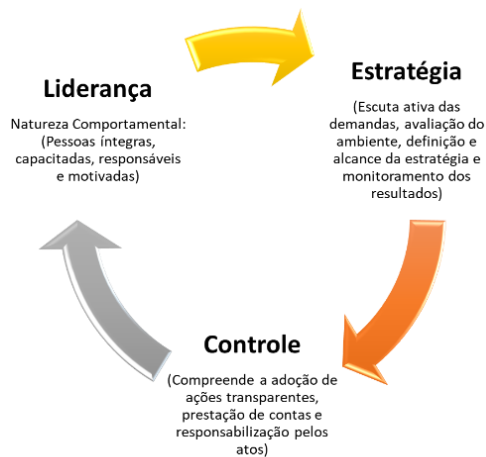 Liderança
Natureza Comportamental:
(Pessoas íntegras,
capacitadas, responsáveis
e motivadas)
Estratégia
(Escuta ativa das
demandas, avaliação do
ambiente, definição e
alcance da estratégia e
monitoramento dos
resultados)
Controle
(Compreende a adoção de
ações transparentes,
prestação de contas e
responsabilização pelos
atos)